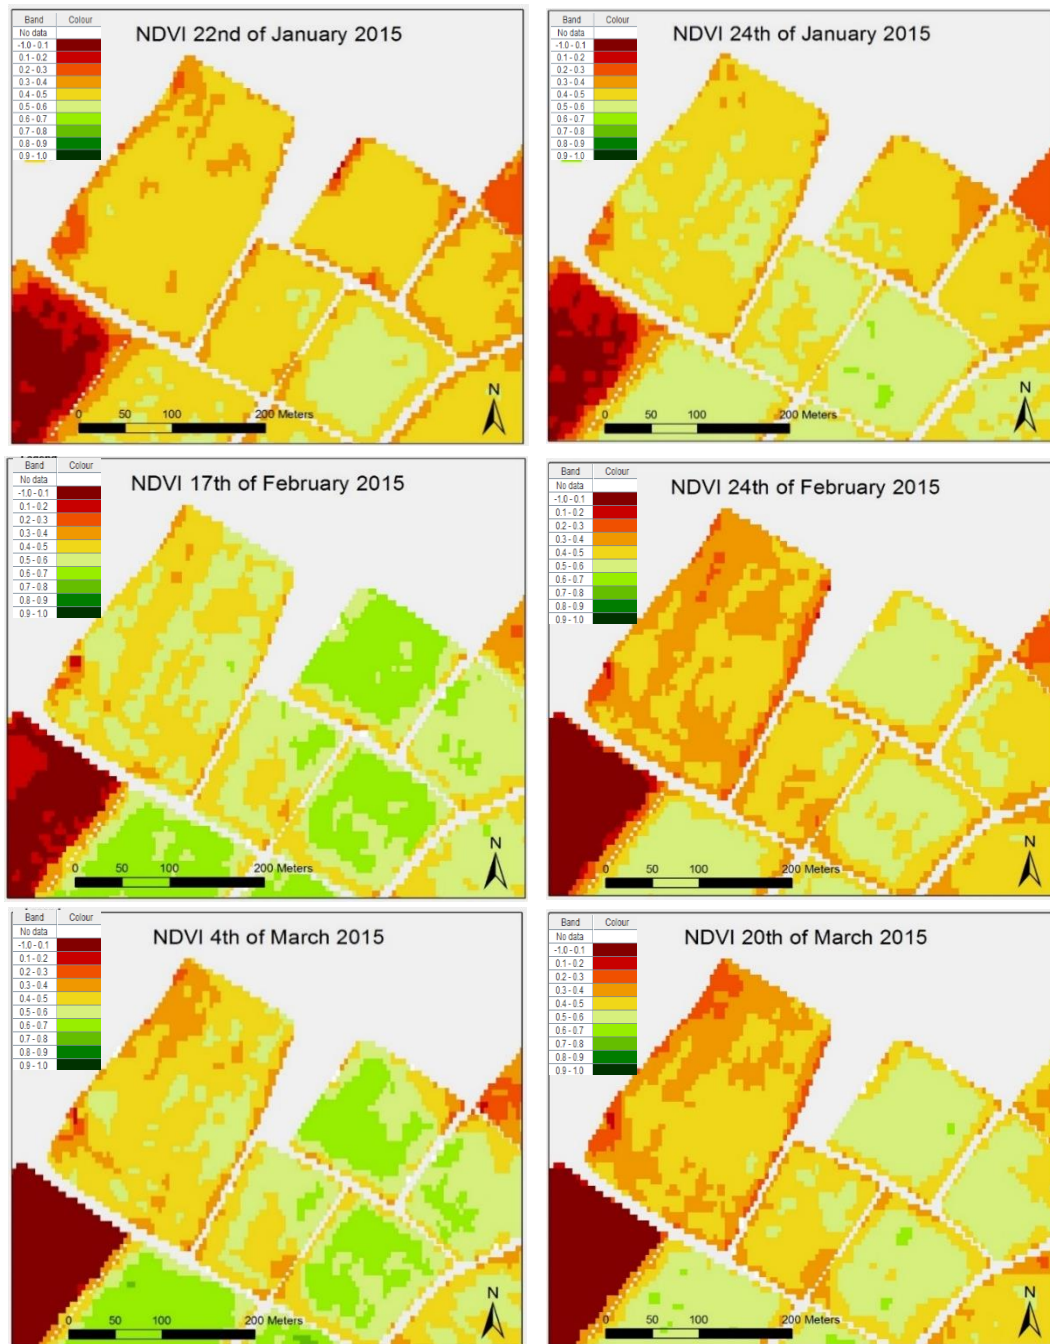 Band Colour
No data
-1.0 - 0.1
0.1 - 0.2
0.2 - 0.3
0.3 - 0.4
0.4 - 0.5
0.5 - 0.6
0.6 - 0.7
0.7 - 0.8
0.8 - 0.9
0.9 - 1.0
NDVI 22nd of January 2015
N
0 50 100 200 Meters
Band Colour
No data
-1.0 - 0.1
0.1 - 0.2
0.2 - 0.3
0.3 - 0.4
0.4 - 0.5
0.5 - 0.6
0.6 - 0.7
0.7 - 0.8
0.8 - 0.9
0.9 - 1.0
NDVI 24th of January 2015
N
0 50 100 200 Meters
Band Colour
No data
-1.0 - 0.1
0.1 - 0.2
0.2 - 0.3
0.3 - 0.4
0.4 - 0.5
0.5 - 0.6
0.6 - 0.7
0.7 - 0.8
0.8 - 0.9
0.9 - 1.0
NDVI 17th of February 2015
N
0 50 100 200 Meters
Band Colour
No data
-1.0 - 0.1
0.1 - 0.2
0.2 - 0.3
0.3 - 0.4
0.4 - 0.5
0.5 - 0.6
0.6 - 0.7
0.7 - 0.8
0.8 - 0.9
0.9 - 1.0
NDVI 24th of February 2015
N
0 50 100 200 Meters
Band Colour
No data
-1.0 - 0.1
0.1 - 0.2
0.2 - 0.3
0.3 - 0.4
0.4 - 0.5
0.5 - 0.6
0.6 - 0.7
0.7 - 0.8
0.8 - 0.9
0.9 - 1.0
NDVI 4th of March 2015
N
0 50 100 200 Meters
Band Colour
No data
-1.0 - 0.1
0.1 - 0.2
0.2 - 0.3
0.3 - 0.4
0.4 - 0.5
0.5 - 0.6
0.6 - 0.7
0.7 - 0.8
0.8 - 0.9
0.9 - 1.0
NDVI 20th of March 2015
N
0 50 100 200 Meters